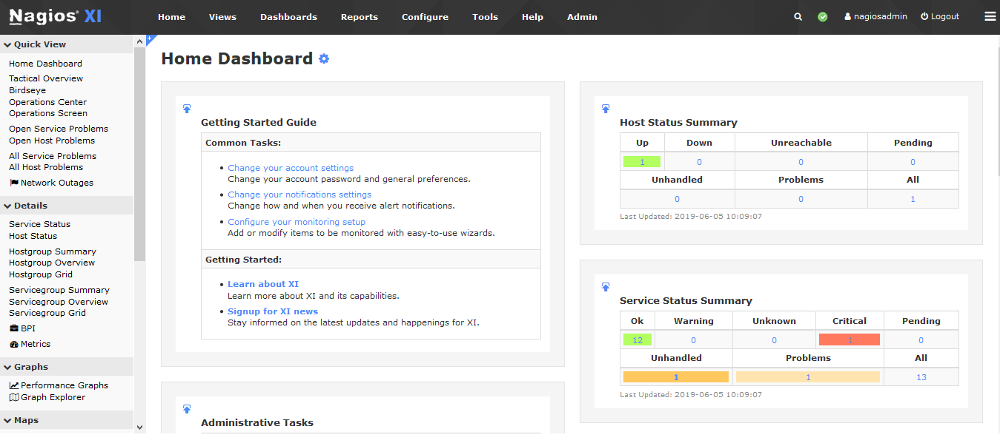 Nagios® XI
Home Views Dashboards Reports Configure Tools Help Admin
nagiosadmin Logout
Quick View
Home Dashboard
Tactical Overview
Birdseye
Operations Center
Operations Screen
Open Service Problems
Open Host Problems
All Service Problems
All Host Problems
Network Outages
Details
Service Status
Host Status
Hostgroup Summary
Hostgroup Overview
Hostgroup Grid
Servicegroup Summary
Servicegroup Overview
Servicegroup Grid
BPI
Metrics
Graphs
Performance Graphs
Graph Explorer
Maps
Home Dashboard
Getting Started Guide
Common Tasks:
• Change your account settings
Change your account password and general preferences.
• Change your notifications settings
Change how and when you receive alert notifications.
• Configure your monitoring setup
Add or modify items to be monitored with easy-to-use wizards.
Getting Started:
• Learn about XI
Learn more about XI and its capabilities.
• Signup for XI news
Stay informed on the latest updates and happenings for XI.
Administrative Tasks
Host Status Summary
Up Down Unreachable Pending
1 0 0 0
Unhandled Problems All
0 0 1
Last Updated: 2019-06-05 10:09:07
Service Status Summary
Ok Warning Unknown Critical Pending
12 0 0 1 0
Unhandled Problems All
1 1 13
Last Updated: 2019-06-05 10:09:07